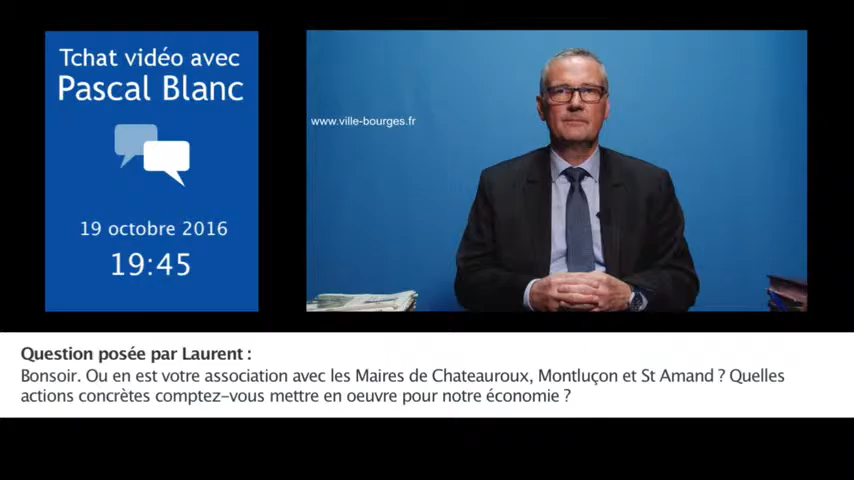 Tchat vidéo avec
Pascal Blanc
19 octobre 2016
19:45
www.ville-bourges.fr
Question posée par Laurent :
Bonsoir. Ou en est votre association avec les Maires de Chateauroux, Montluçon et St Amand ? Quelles
actions concrètes comptez-vous mettre en oeuvre pour notre économie ?